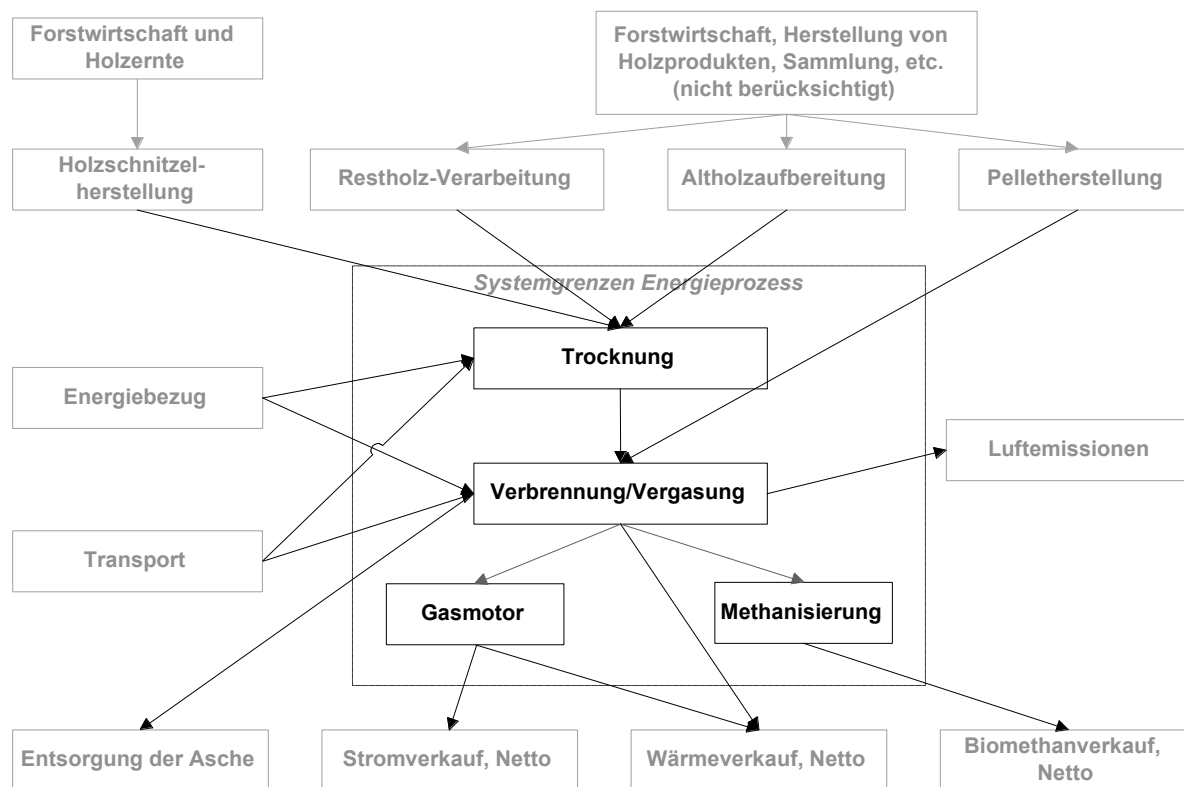 Forstwirtschaft und
Holzernte
Forstwirtschaft, Herstellung von
Holzprodukten, Sammlung, etc.
(nicht berücksichtigt)
Holzschnitzel-
herstellung
Restholz-Verarbeitung
Altholzaufbereitung
Pelletherstellung
Systemgrenzen Energieprozess
Trocknung
Energiebezug
Luftemissionen
Verbrennung/Vergasung
Transport
Gasmotor
Methanisierung
Entsorgung der Asche
Stromverkauf, Netto
Wärmeverkauf, Netto
Biomethanverkauf,
Netto